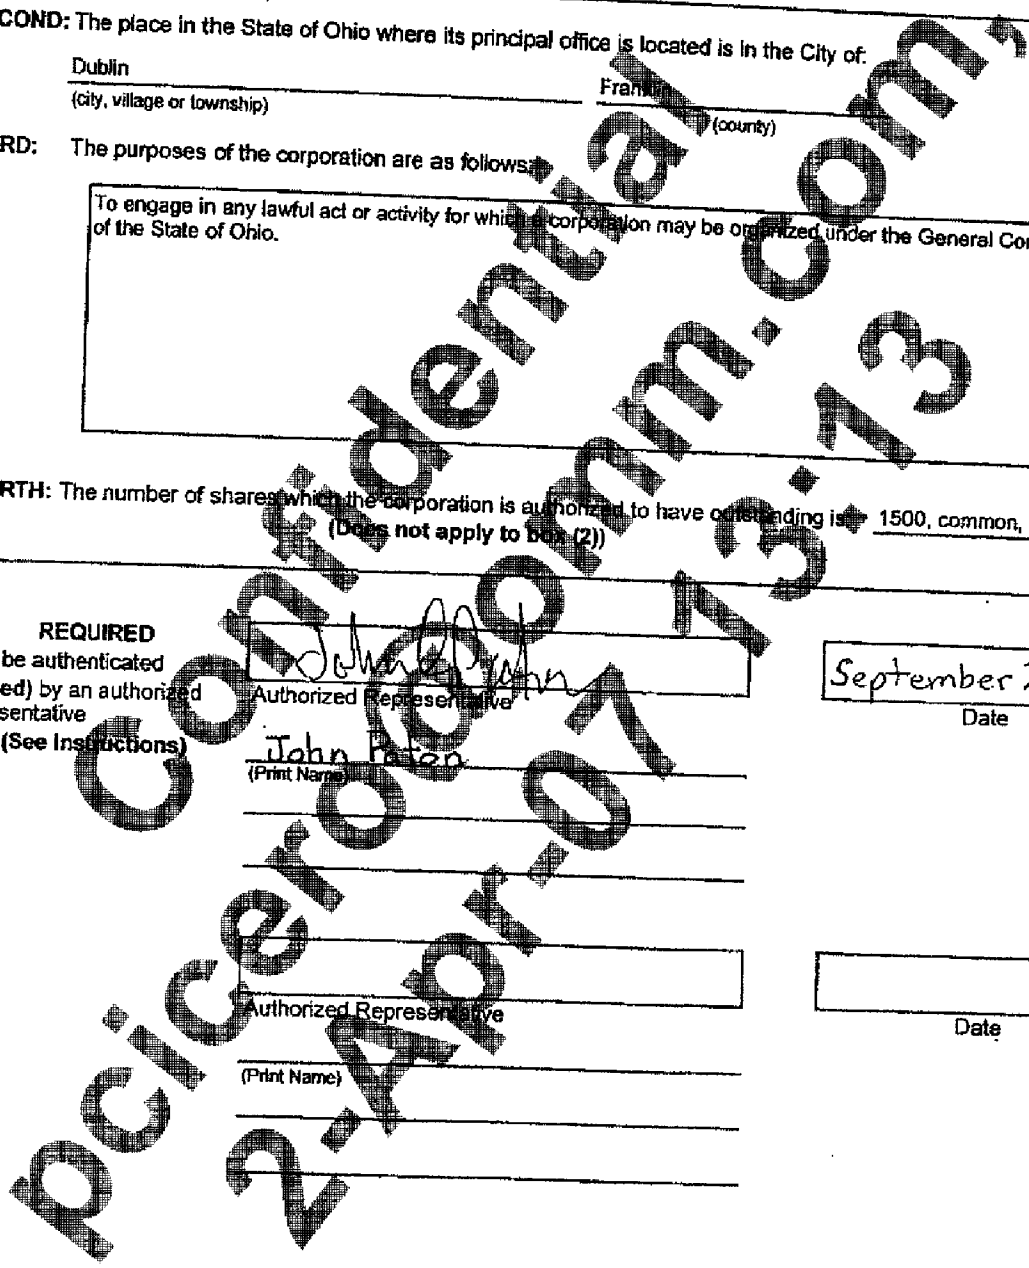 COND: The place in the State of Ohio where its principal office is located is in the City of:
Dublin Franklin
(city, village or township) (county)
RD: The purposes of the corporation are as follows:
To engage in any lawful act or activity for which a corporation may be organized under the General Cor
of the State of Ohio.
RTH: The number of shares which the corporation is authorized to have outstanding is: 1500, common,
(Does not apply to box (2))
REQUIRED
be authenticated
ed) by an authorized
sentative
(See Instructions)
Authorized Representative
September
Date
John Paton
(Print Name)
Authorized Representative
Date
(Print Name)
Confidential
pcicero@omm.com,
2-Apr-07 13:13